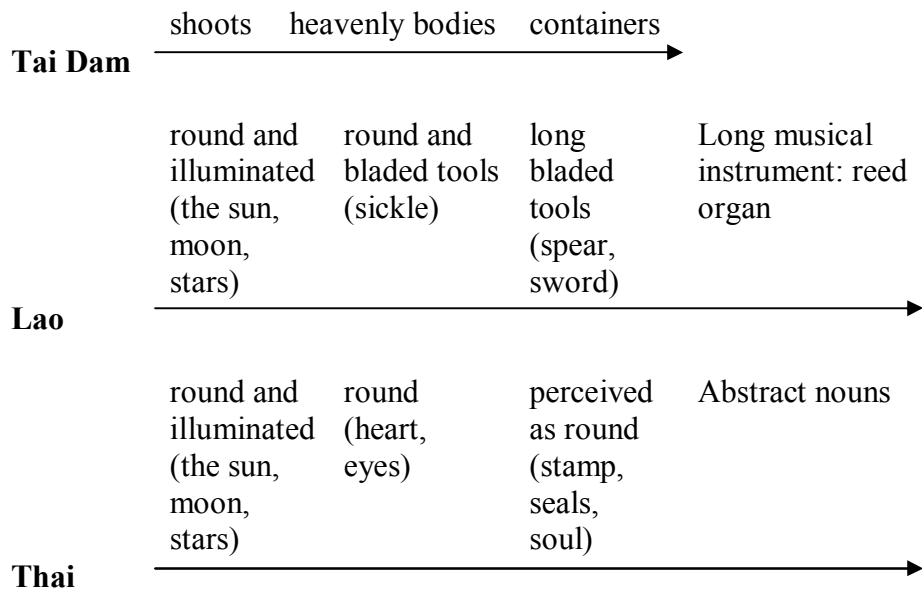 shoots heavenly bodies containers
Tai Dam
round and illuminated (the sun, moon, stars)
round and bladed tools (sickle)
long bladed tools (spear, sword)
Long musical instrument: reed organ
Lao
round and illuminated (the sun, moon, stars)
round (heart, eyes)
perceived as round (stamp, seals, soul)
Abstract nouns
Thai